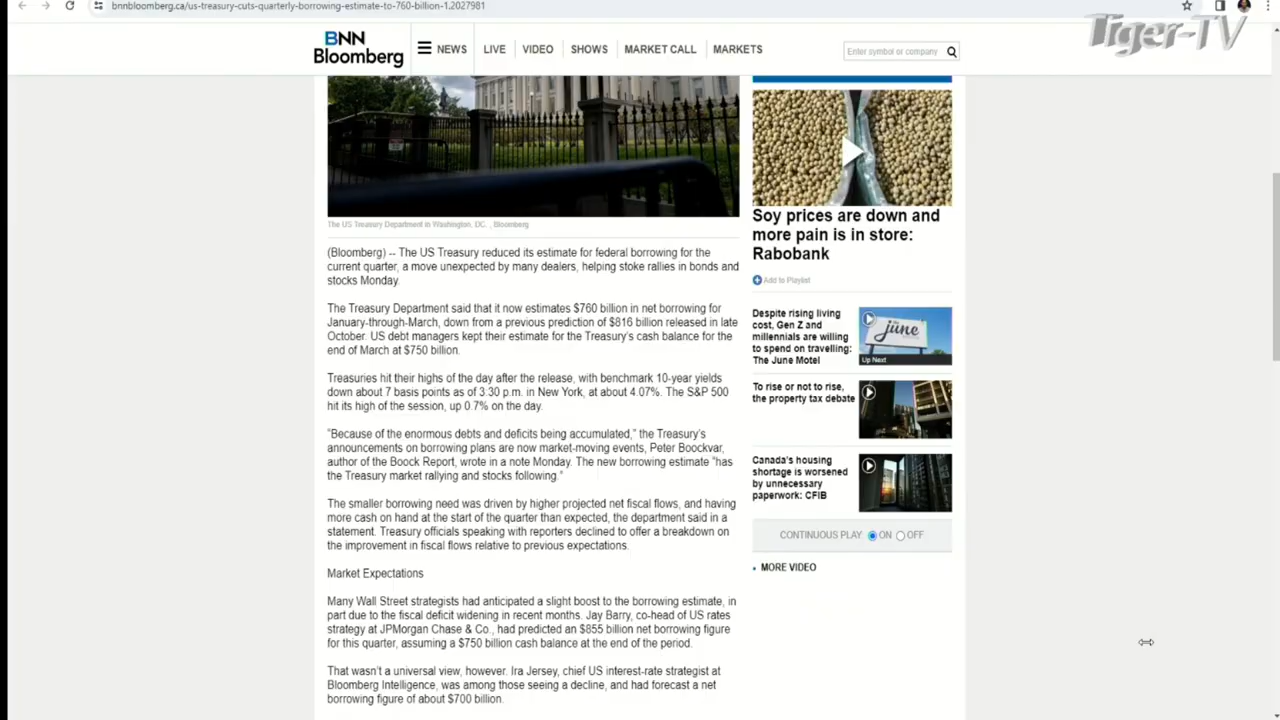 bnnbloomberg.ca/us-treasury-cuts-quarterly-borrowing-estimate-to-760-billion-1.2027981
Tiger-TV
BNN
Bloomberg
NEWS
LIVE
VIDEO
SHOWS
MARKET CALL
MARKETS
Enter symbol or company
The US Treasury Department in Washington, DC. , Bloomberg
(Bloomberg) -- The US Treasury reduced its estimate for federal borrowing for the
current quarter, a move unexpected by many dealers, helping stoke rallies in bonds and
stocks Monday.
The Treasury Department said that it now estimates $760 billion in net borrowing for
January-through-March, down from a previous prediction of $816 billion released in late
October. US debt managers kept their estimate for the Treasury's cash balance for the
end of March at $750 billion.
Treasuries hit their highs of the day after the release, with benchmark 10-year yields
down about 7 basis points as of 3:30 p.m. in New York, at about 4.07%. The S&P 500
hit its high of the session, up 0.7% on the day.
"Because of the enormous debts and deficits being accumulated," the Treasury's
announcements on borrowing plans are now market-moving events, Peter Boockvar,
author of the Boock Report, wrote in a note Monday. The new borrowing estimate "has
the Treasury market rallying and stocks following."
The smaller borrowing need was driven by higher projected net fiscal flows, and having
more cash on hand at the start of the quarter than expected, the department said in a
statement. Treasury officials speaking with reporters declined to offer a breakdown on
the improvement in fiscal flows relative to previous expectations.
Market Expectations
Many Wall Street strategists had anticipated a slight boost to the borrowing estimate, in
part due to the fiscal deficit widening in recent months. Jay Barry, co-head of US rates
strategy at JPMorgan Chase & Co., had predicted an $855 billion net borrowing figure
for this quarter, assuming a $750 billion cash balance at the end of the period.
That wasn't a universal view, however. Ira Jersey, chief US interest-rate strategist at
Bloomberg Intelligence, was among those seeing a decline, and had forecast a net
borrowing figure of about $700 billion.
Soy prices are down and
more pain is in store:
Rabobank
Add to Playlist
Despite rising living
cost, Gen Z and
millennials are willing
to spend on travelling:
The June Motel
june
Up Next
To rise or not to rise,
the property tax debate
Canada's housing
shortage is worsened
by unnecessary
paperwork: CFIB
CONTINUOUS PLAY ON OFF
MORE VIDEO